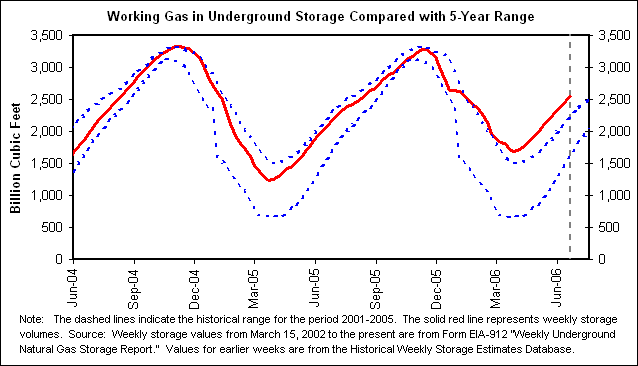 Working Gas in Underground Storage Compared with 5-Year Range
Billion Cubic Feet
3,500
3,000
2,500
2,000
1,500
1,000
500
0
3,500
3,000
2,500
2,000
1,500
1,000
500
0
Jun-04
Sep-04
Dec-04
Mar-05
Jun-05
Sep-05
Dec-05
Mar-06
Jun-06
Note: The dashed lines indicate the historical range for the period 2001-2005. The solid red line represents weekly storage
volumes. Source: Weekly storage values from March 15, 2002 to the present are from Form EIA-912 "Weekly Underground
Natural Gas Storage Report." Values for earlier weeks are from the Historical Weekly Storage Estimates Database.